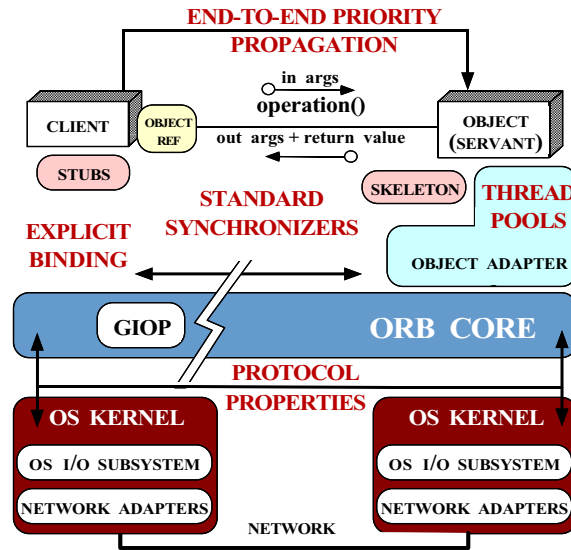 END-TO-END PRIORITY
PROPAGATION
in args
operation()
out args + return value
CLIENT
OBJECT
REF
OBJECT
(SERVANT)
STUBS
SKELETON
THREAD
POOLS
OBJECT ADAPTER
STANDARD
SYNCHRONIZERS
EXPLICIT
BINDING
GIOP
ORB CORE
PROTOCOL
PROPERTIES
OS KERNEL
OS I/O SUBSYSTEM
NETWORK ADAPTERS
OS KERNEL
OS I/O SUBSYSTEM
NETWORK ADAPTERS
NETWORK